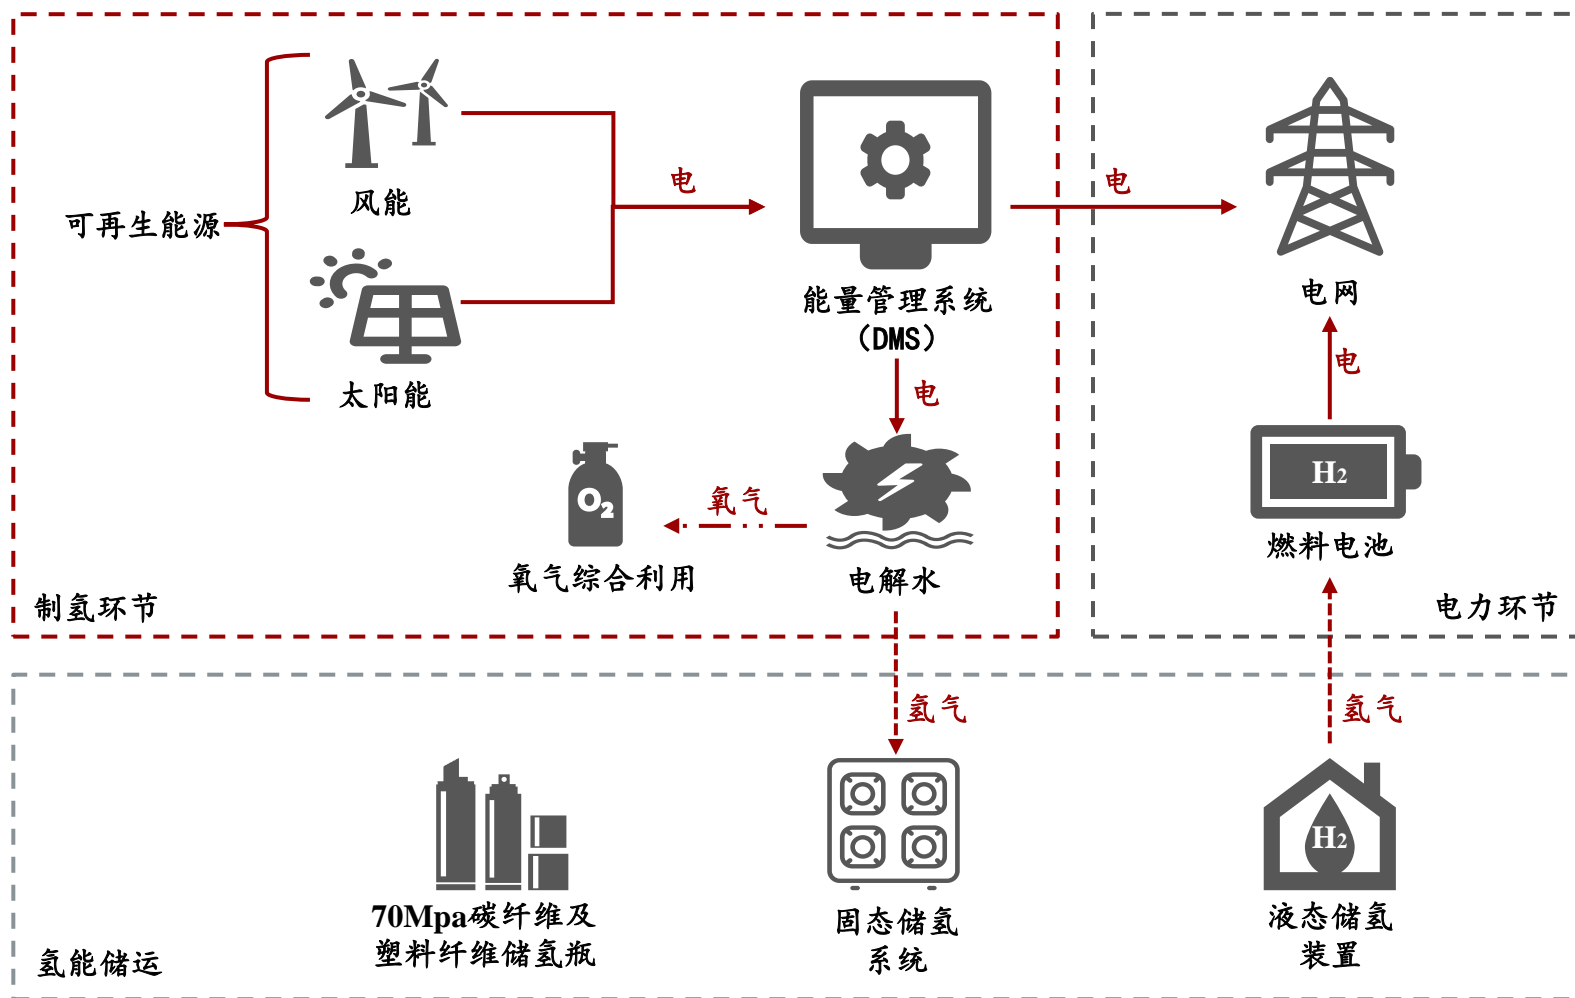 可再生能源
风能
太阳能
电
能量管理系统
（DMS）
电
电网
电
电
H2
燃料电池
氧气
O2
氧气综合利用
电解水
制氢环节
电力环节
氢气
氢气
70Mpa碳纤维及
塑料纤维储氢瓶
固态储氢
系统
H2
液态储氢
装置
氢能储运